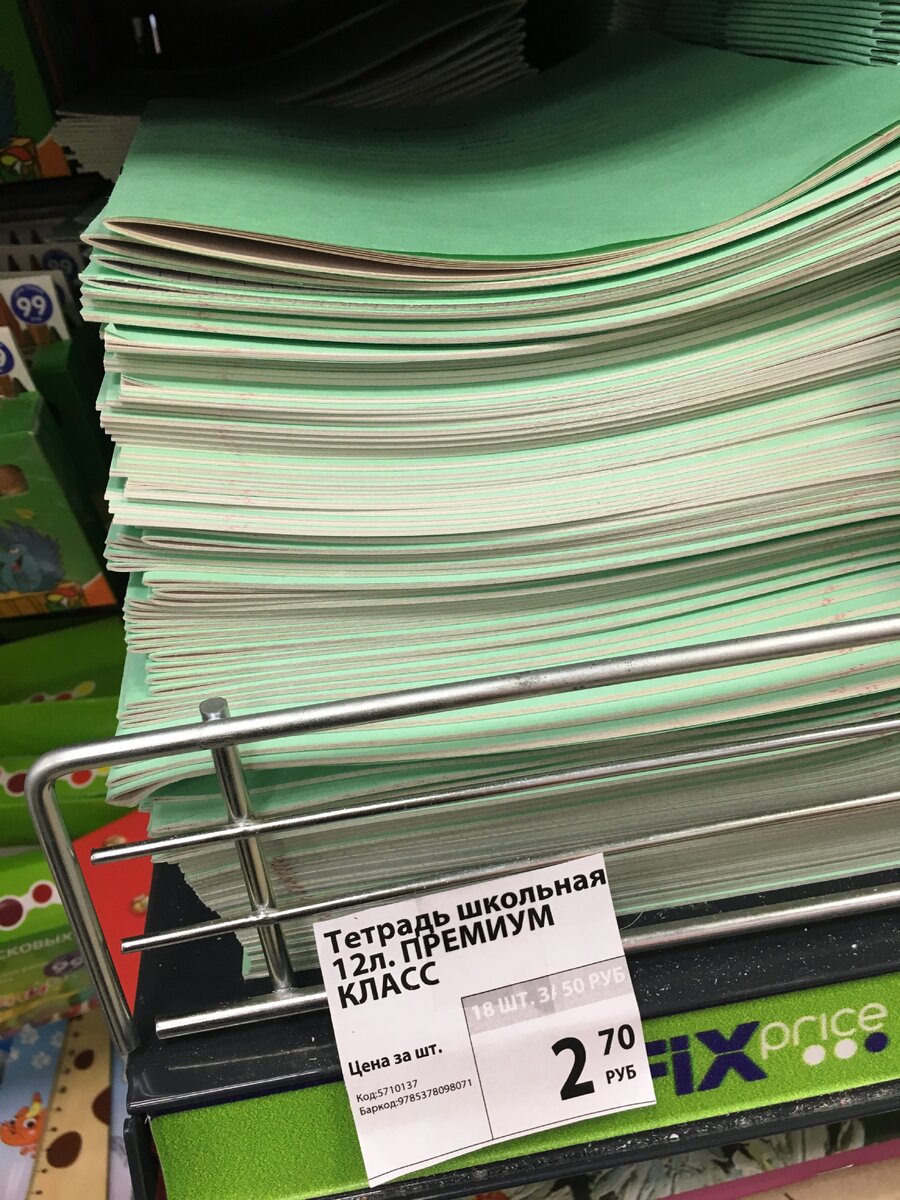 99
Тетрадь школьная
12л. ПРЕМИУМ
КЛАСС
18 ШТ. З/ 50 РУБ
Цена за шт.
2 70
РУБ
Код:5710137
Баркод:9785378098071
FIX price
СКОВЫХ